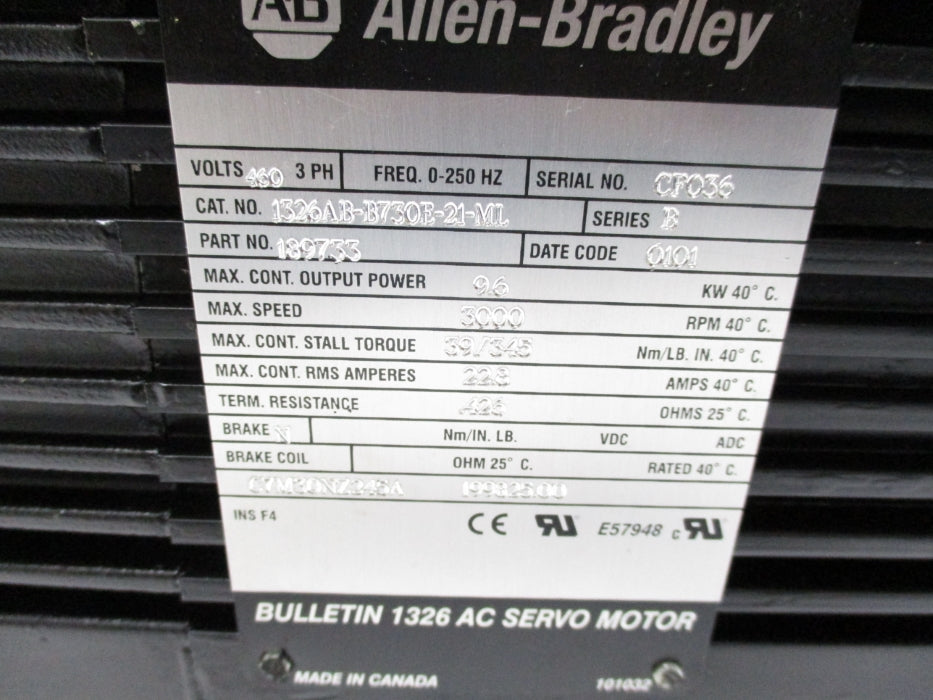 AB Allen-Bradley
VOLTS 460 3 PH FREQ. 0-250 HZ SERIAL NO. CF036
CAT. NO. 1326AB-B730E-21-ML SERIES B
PART NO. 189733 DATE CODE 0101
MAX. CONT. OUTPUT POWER 9.6 KW 40° C.
MAX. SPEED 3000 RPM 40° C.
MAX. CONT. STALL TORQUE 39/345 Nm/LB. IN. 40° C.
MAX. CONT. RMS AMPERES 22.8 AMPS 40° C.
TERM. RESISTANCE OHMS 25° C.
BRAKE N Nm/IN. LB. VDC ADC
BRAKE COIL OHM 25° C. RATED 40° C.
INS F4 CE RU E57948 c RU
BULLETIN 1326 AC SERVO MOTOR
MADE IN CANADA 101032